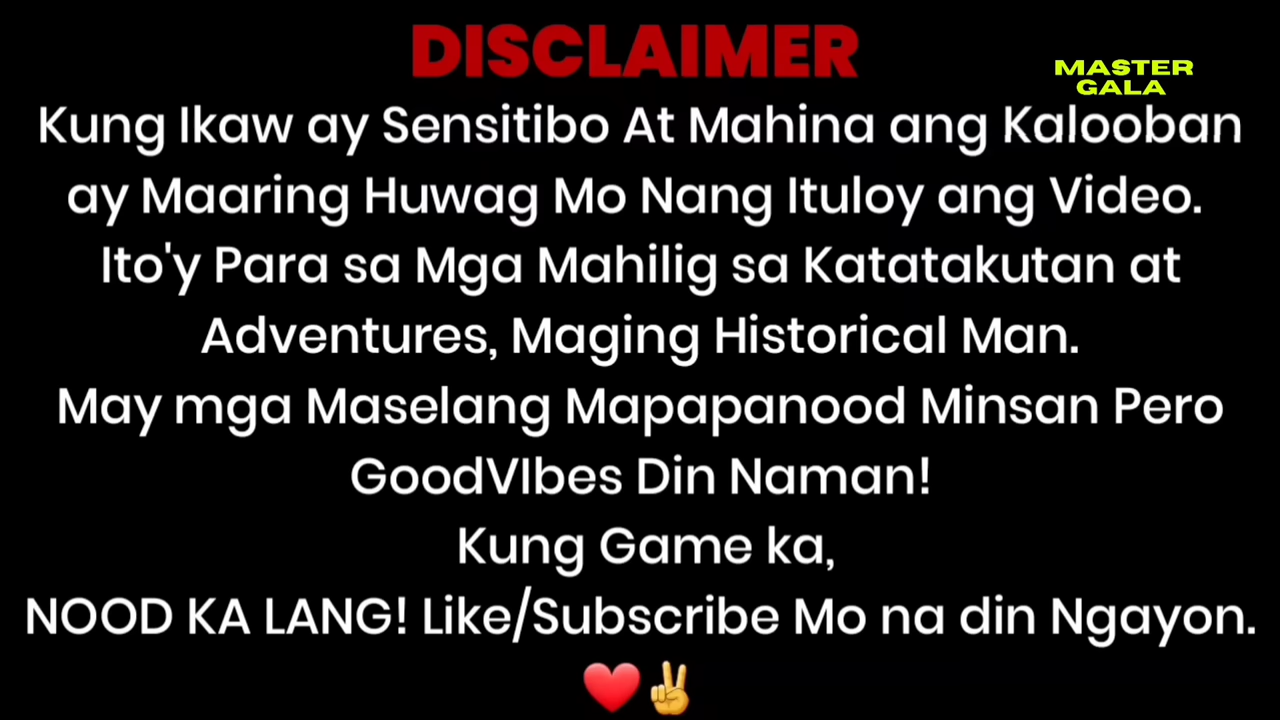 DISCLAIMER
MASTER
GALA
Kung Ikaw ay Sensitibo At Mahina ang Kalooban
ay Maaring Huwag Mo Nang Ituloy ang Video.
Ito'y Para sa Mga Mahilig sa Katatakutan at
Adventures, Maging Historical Man.
May mga Maselang Mapapanood Minsan Pero
GoodVIbes Din Naman!
Kung Game ka,
NOOD KA LANG! Like/Subscribe Mo na din Ngayon.
❤️✌️